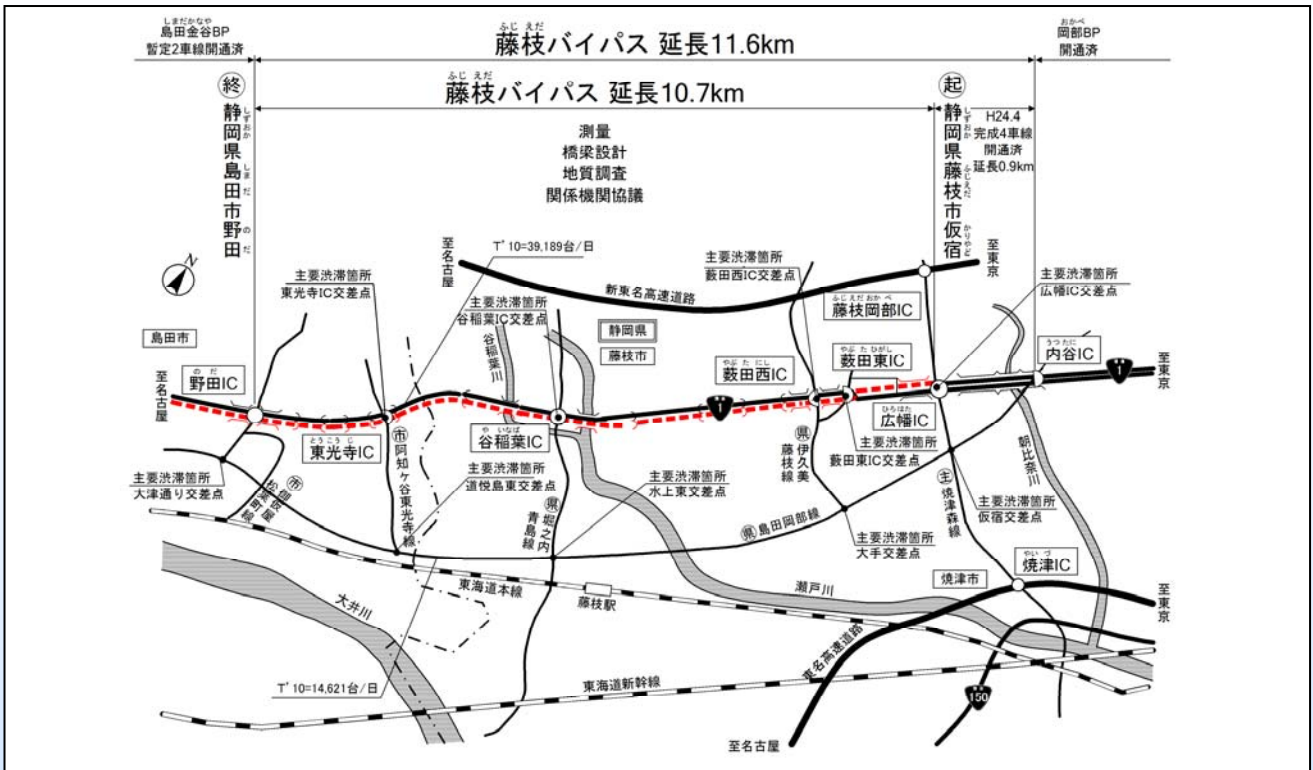 しまだかなや
島田金谷BP
暫定2車線開通済
ふじ えだ
藤枝バイパス 延長11.6km
おかべ
岡部BP
開通済
ふじ えだ
藤枝バイパス 延長10.7km
終
静岡県島田市野田
しずおか しまだ のだ
起
静岡県藤枝市仮宿
しずおか ふじえだ かりやど
H24.4
完成4車線
開通済
延長0.9km
測量
橋梁設計
地質調査
関係機関協議
N
至名古屋
T'10=39,189台/日
主要渋滞箇所
東光寺IC交差点
主要渋滞箇所
谷稲葉IC交差点
新東名高速道路
主要渋滞箇所
藪田西IC交差点
至東京
主要渋滞箇所
広幡IC交差点
島田市
谷稲葉川
静岡県
藤枝市
ふじえだおかべ
藤枝岡部IC
やぶたひがし
藪田東IC
やぶ た にし
藪田西IC
うつたに
内谷IC
至東京
至名古屋
のだ
野田IC
1
1
とうこうじ
東光寺IC
や いなば
谷稲葉IC
ひろはた
広幡IC
主要渋滞箇所
大津通り交差点
市
市 阿知ケ谷東光寺線
主要渋滞箇所
道悦島東交差点
県 堀之内青島線
主要渋滞箇所
水上東交差点
県 伊久美藤枝線
主要渋滞箇所
藪田東IC交差点
朝比奈川
県 島田岡部線
主要渋滞箇所
大手交差点
主 焼津森線
主要渋滞箇所
仮宿交差点
東海道本線
藤枝駅
瀬戸川
焼津市
やいづ
焼津IC
至東京
大井川
東名高速道路
T'10=14,621台/日
東海道新幹線
150
至名古屋